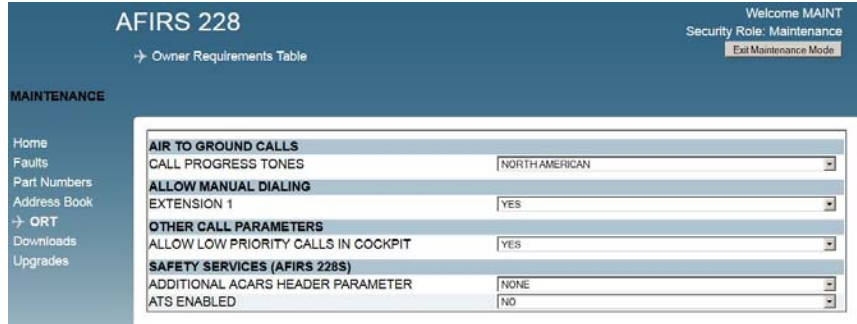 AFIRS 228
Welcome MAINT
Security Role: Maintenance
Exit Maintenance Mode
Owner Requirements Table
MAINTENANCE
Home
Faults
Part Numbers
Address Book
ORT
Downloads
Upgrades
AIR TO GROUND CALLS
CALL PROGRESS TONES NORTH AMERICAN
ALLOW MANUAL DIALING
EXTENSION 1 YES
OTHER CALL PARAMETERS
ALLOW LOW PRIORITY CALLS IN COCKPIT YES
SAFETY SERVICES (AFIRS 228S)
ADDITIONAL ACARS HEADER PARAMETER NONE
ATS ENABLED NO